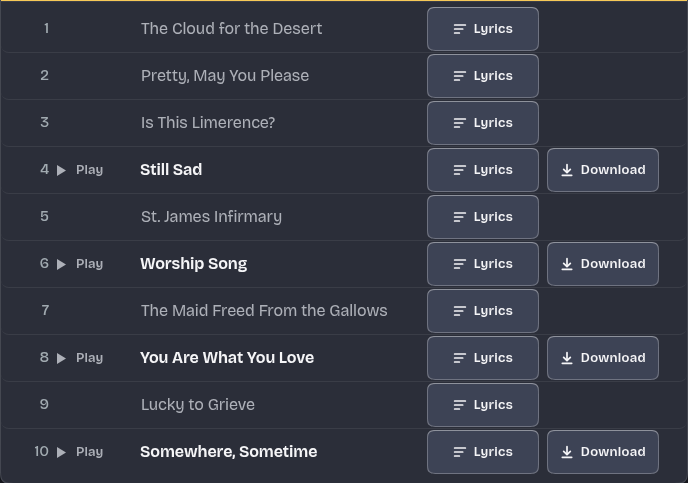 1 The Cloud for the Desert Lyrics
2 Pretty, May You Please Lyrics
3 Is This Limerence? Lyrics
4 Play Still Sad Lyrics Download
5 St. James Infirmary Lyrics
6 Play Worship Song Lyrics Download
7 The Maid Freed From the Gallows Lyrics
8 Play You Are What You Love Lyrics Download
9 Lucky to Grieve Lyrics
10 Play Somewhere, Sometime Lyrics Download